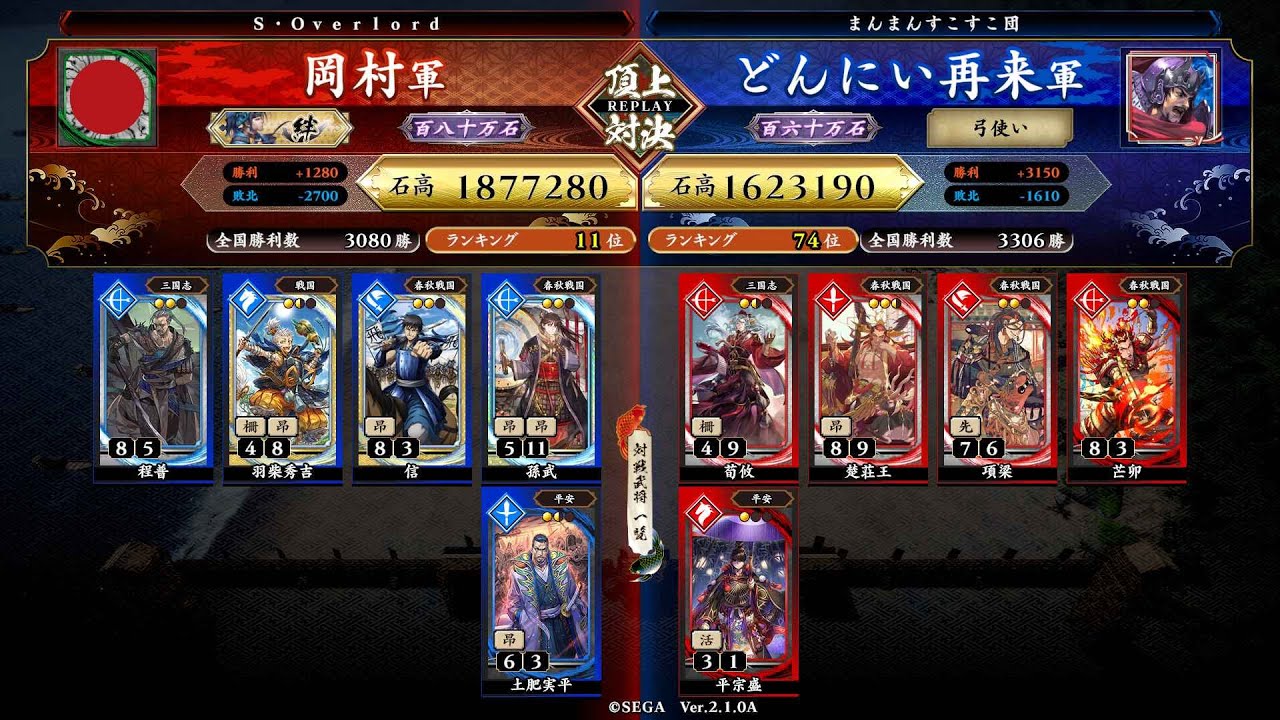 S・Overlord
まんまんすこすこ団
岡村軍
頂上
REPLAY
対決
どんにい再来軍
絆
百八十万石
百六十万石
弓使い
勝利 +1280
敗北 -2700
石高 1877280
石高 1623190
勝利 +3150
敗北 -1610
全国勝利数 3080勝
ランキング 11位
ランキング 74位
全国勝利数 3306勝
三国志
戦国
春秋戦国
春秋戦国
三国志
春秋戦国
春秋戦国
春秋戦国
8 5
程普
柵 昂
4 8
羽柴秀吉
昂
8 3
信
昂 昂
5 11
孫武
柵
4 9
荀攸
昂
8 9
楚荘王
先
7 6
項梁
8 3
芒卯
対戦武将一覧
平安
昂
6 3
土肥実平
平安
活
3 1
平宗盛
©SEGA Ver.2.1.0A